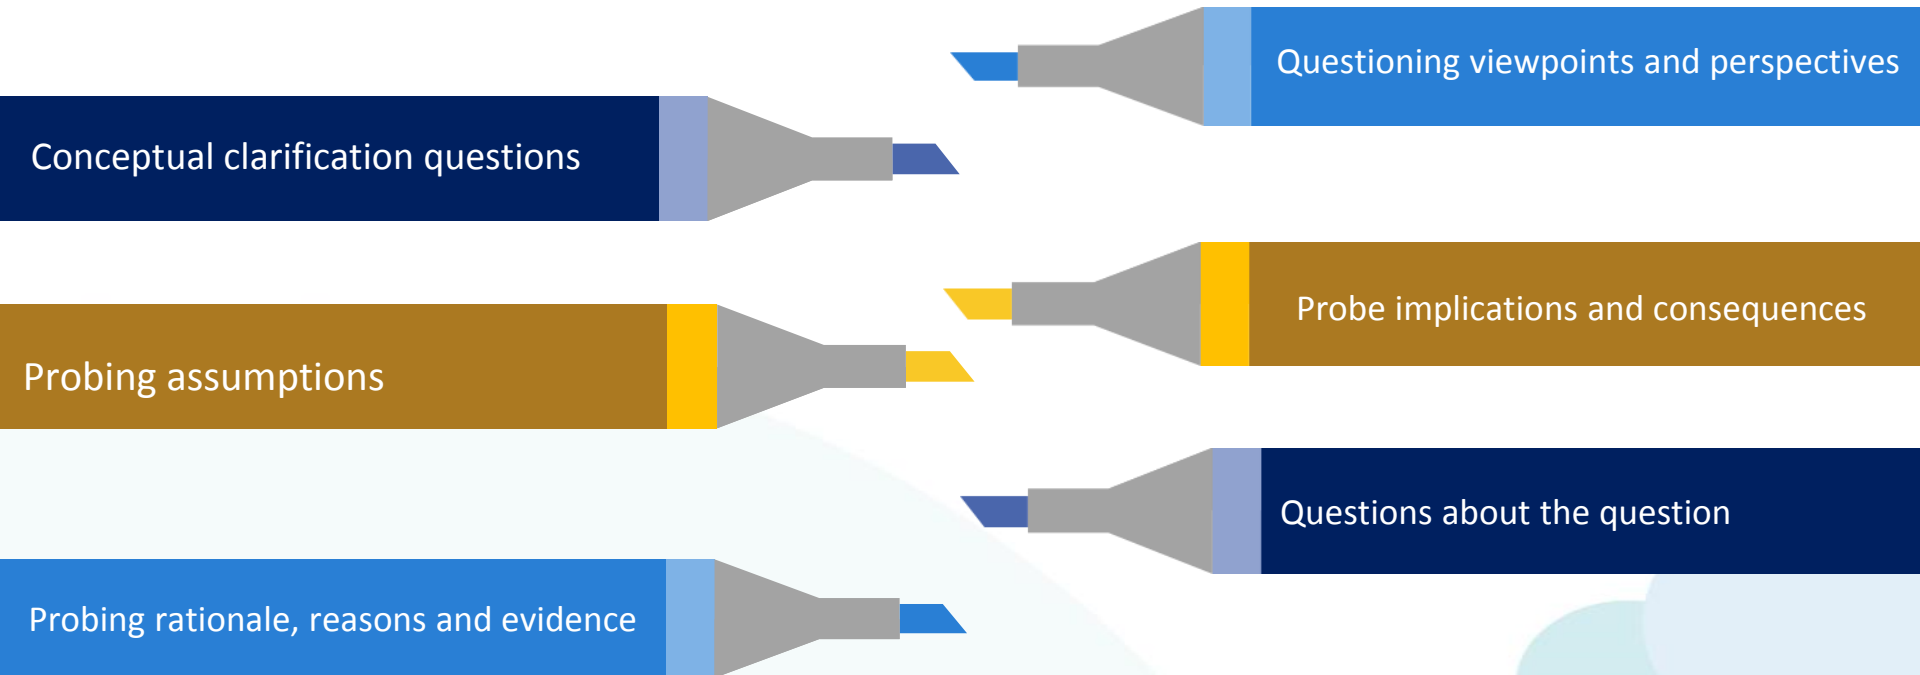 Conceptual clarification questions
Probing assumptions
Probing rationale, reasons and evidence
Questioning viewpoints and perspectives
Probe implications and consequences
Questions about the question